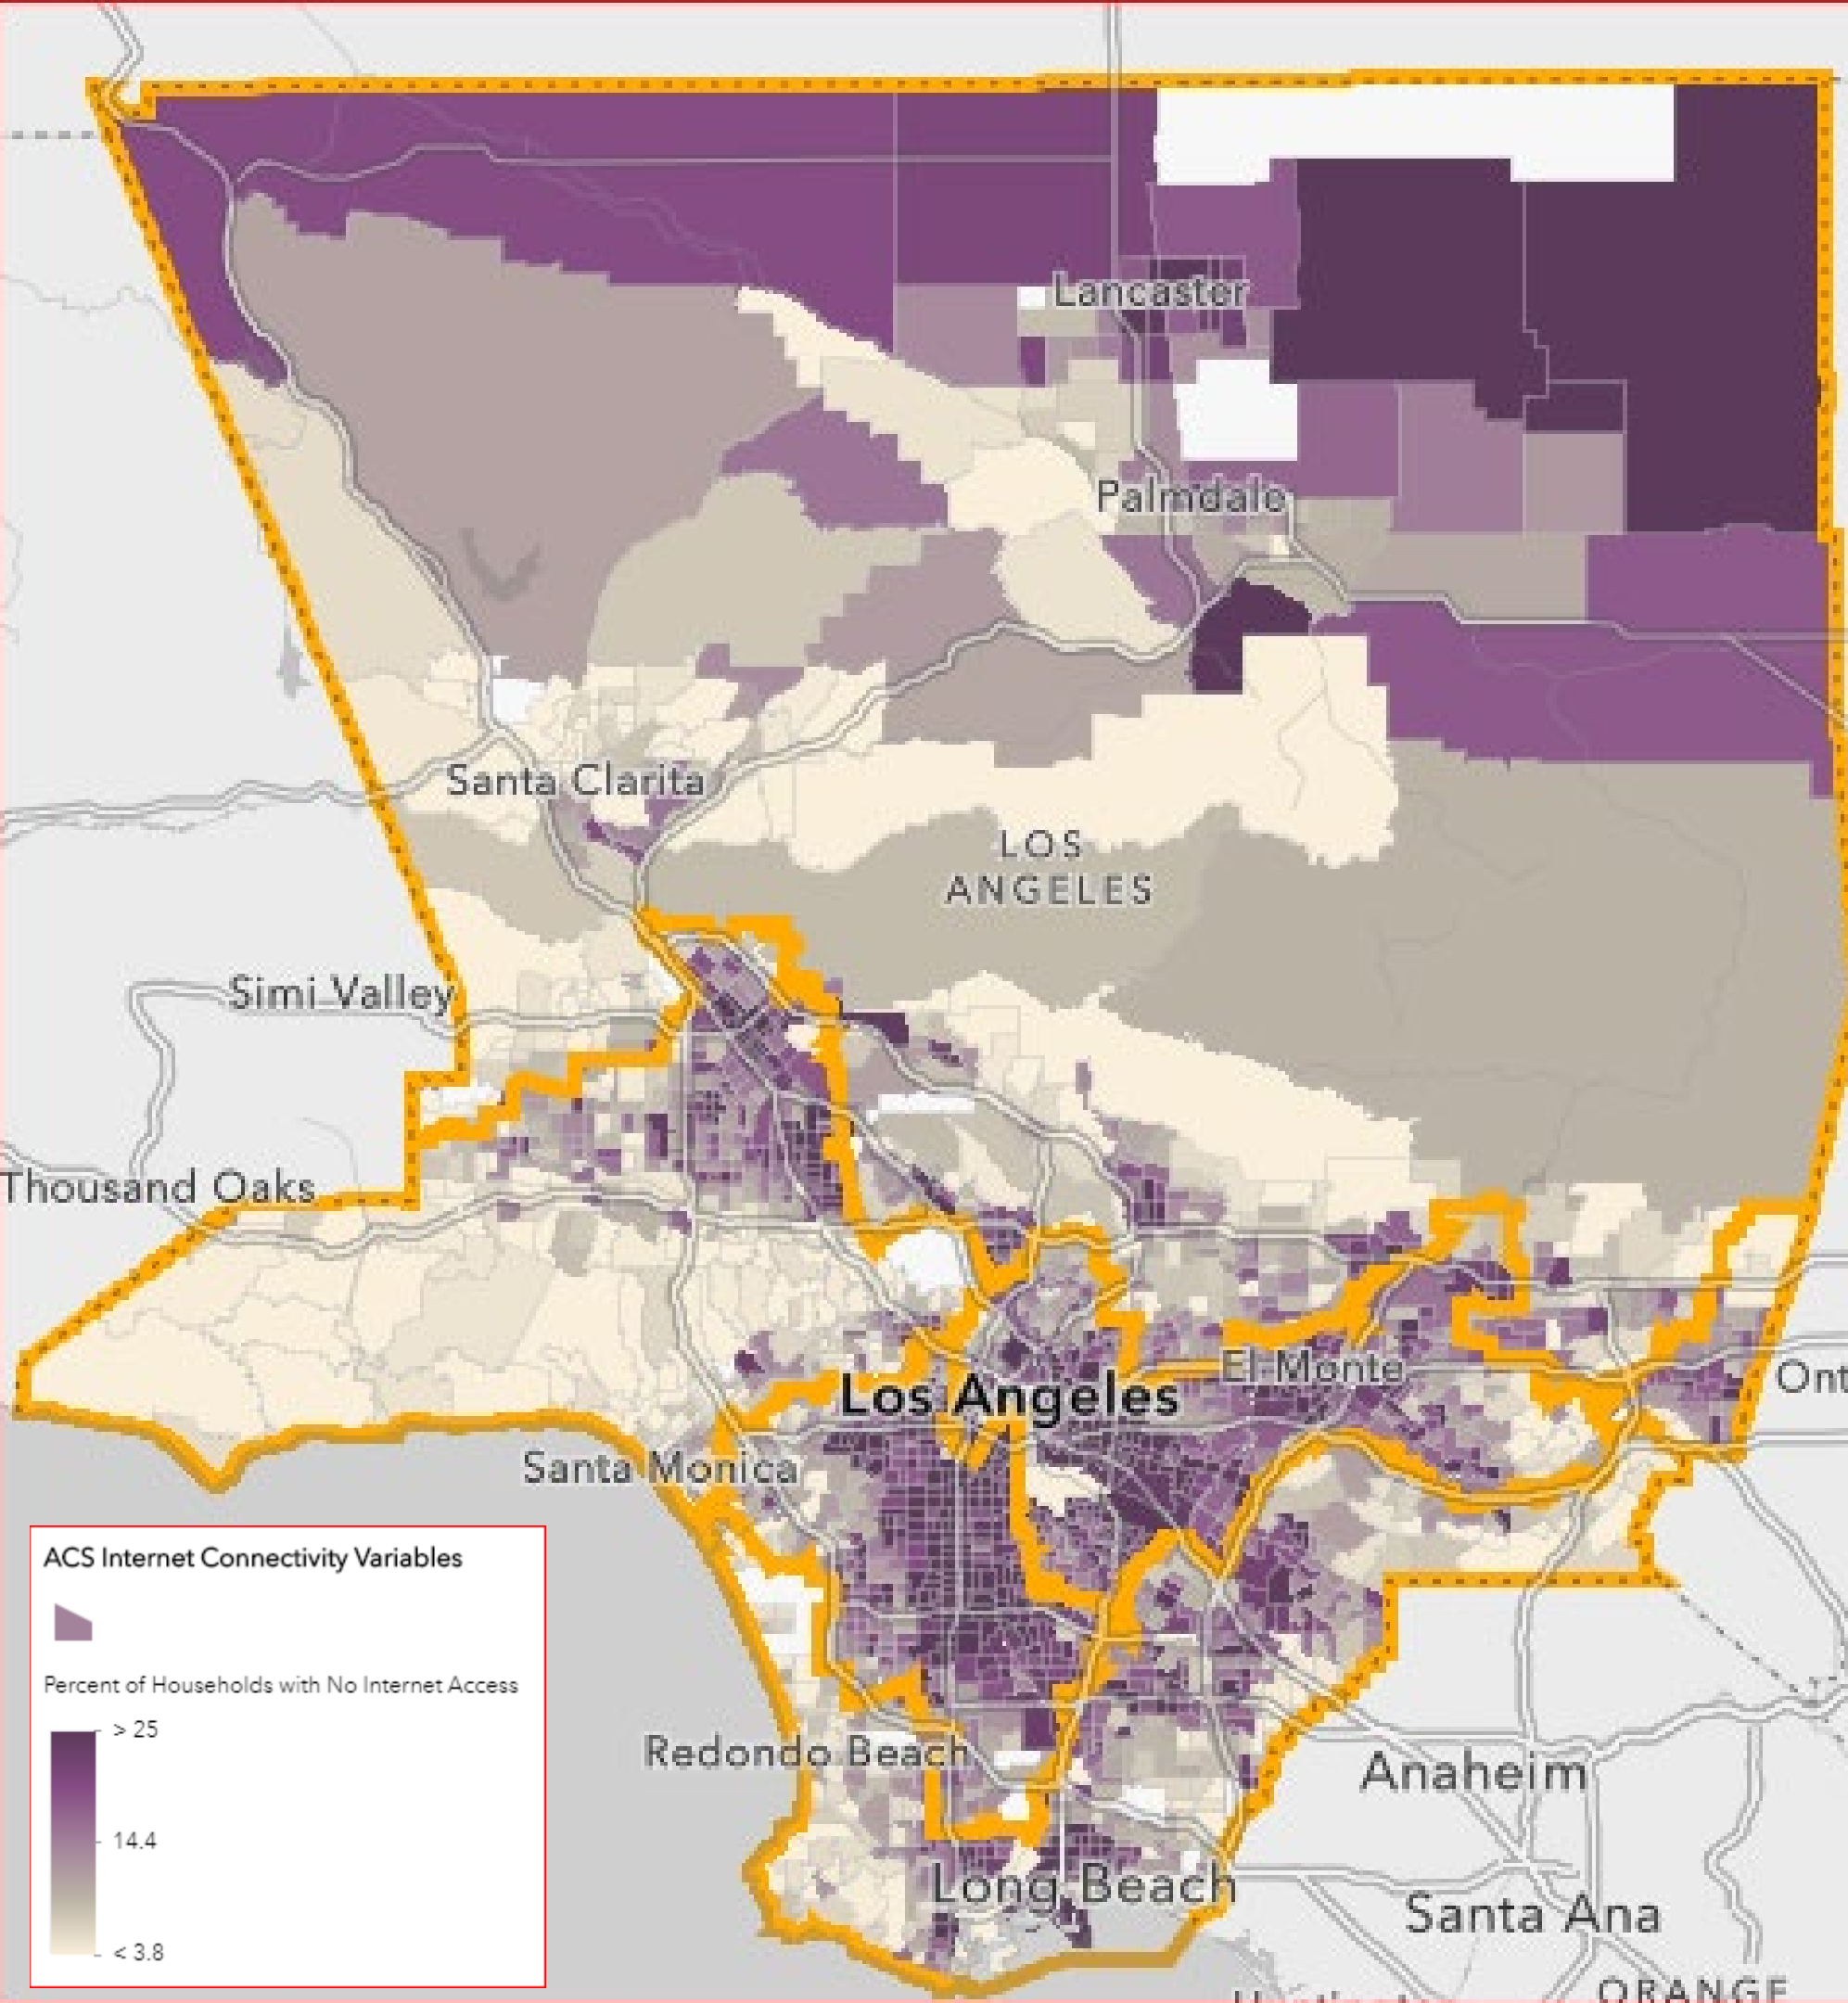 Lancaster
Palmdale
Santa Clarita
LOS
ANGELES
Simi Valley
Thousand Oaks
El Monte
Los Angeles
Ont
Santa Monica
ACS Internet Connectivity Variables
Percent of Households with No Internet Access
> 25
14.4
< 3.8
Redondo Beach
Anaheim
Long Beach
Santa Ana
ORANGE